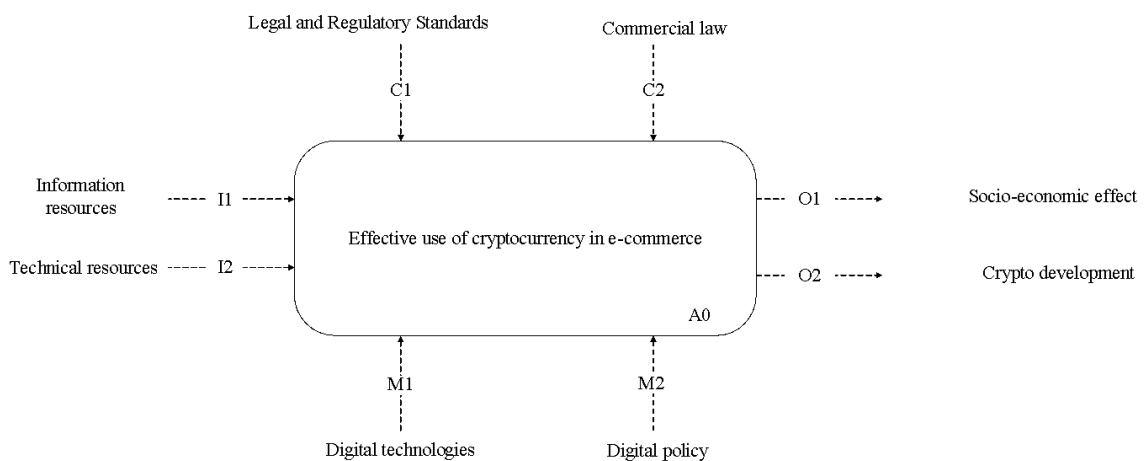 Legal and Regulatory Standards
Commercial law
C1
C2
Information
resources
I1
O1
Socio-economic effect
Effective use of cryptocurrency in e-commerce
Technical resources
I2
O2
Crypto development
A0
M1
M2
Digital technologies
Digital policy